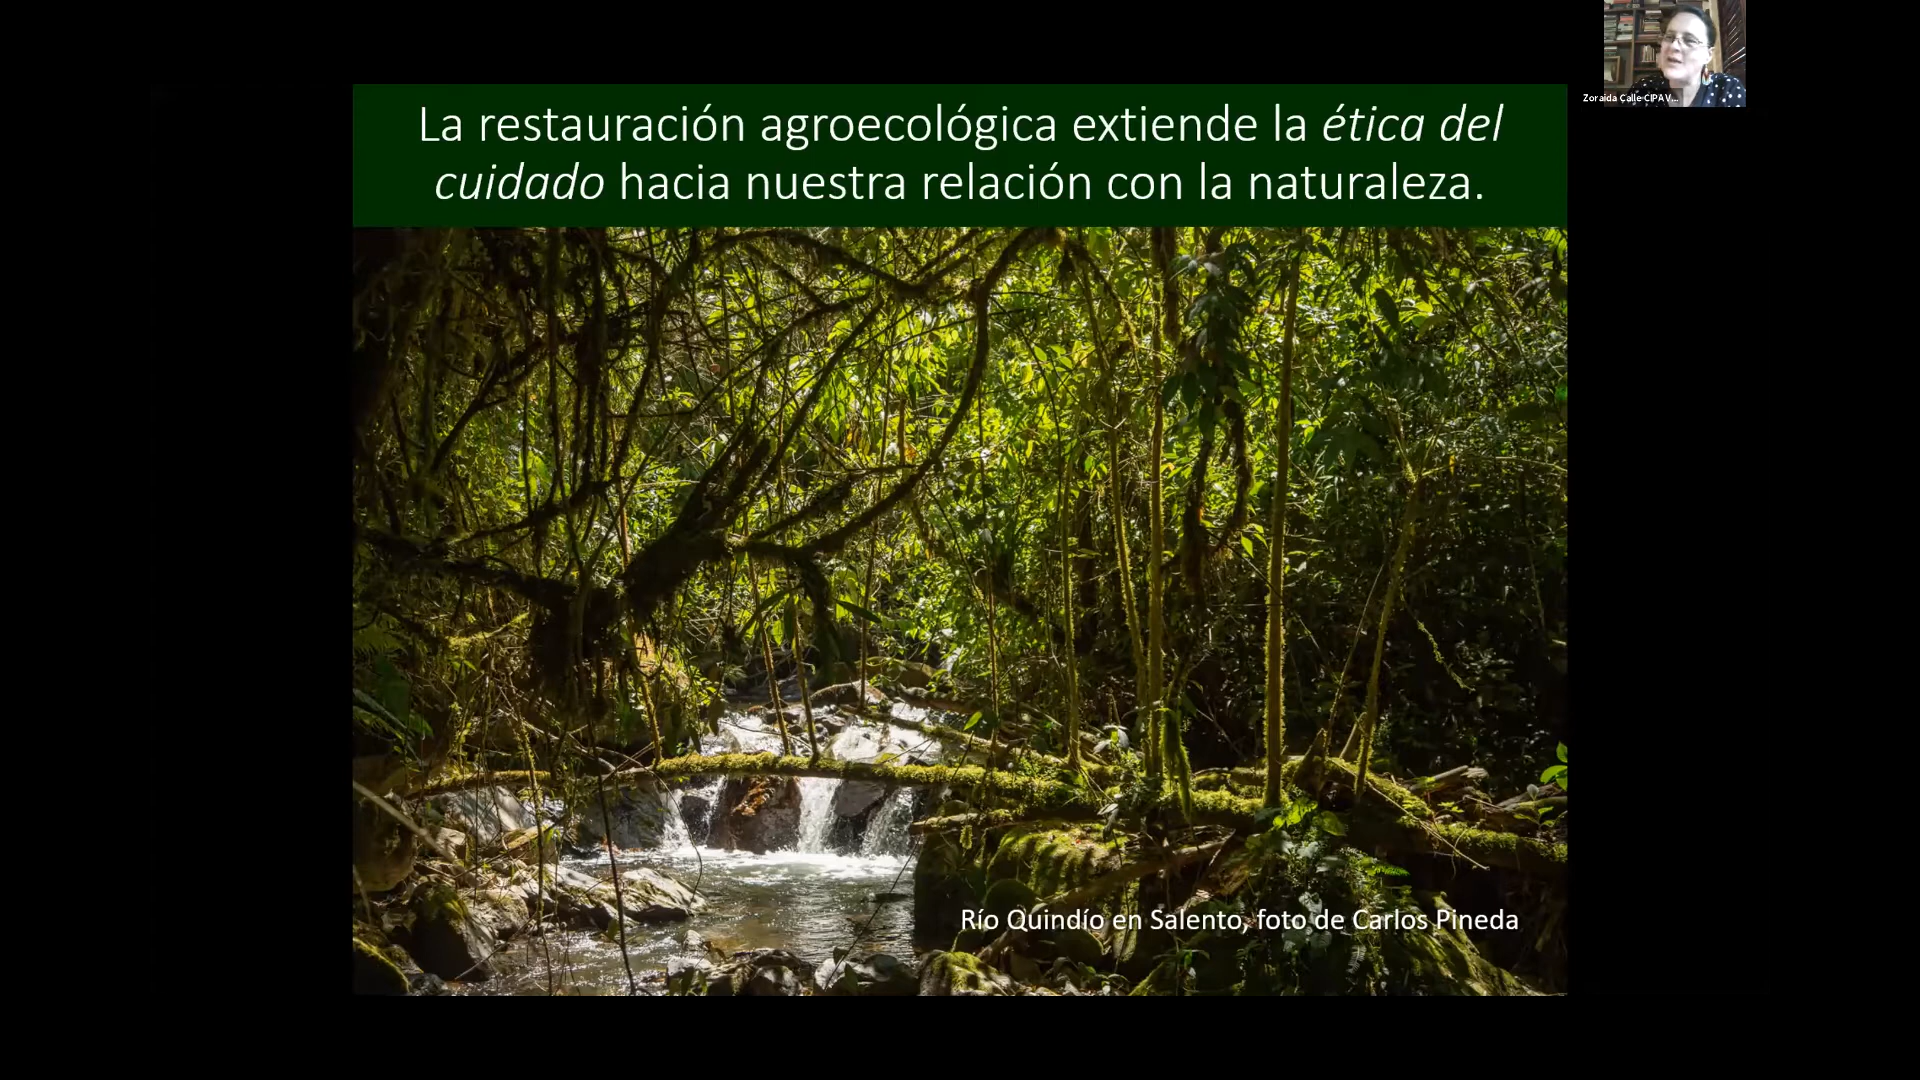 La restauración agroecológica extiende la ética del
cuidado hacia nuestra relación con la naturaleza.
Río Quindío en Salento, foto de Carlos Pineda
Zoraida Calle CIPAV...